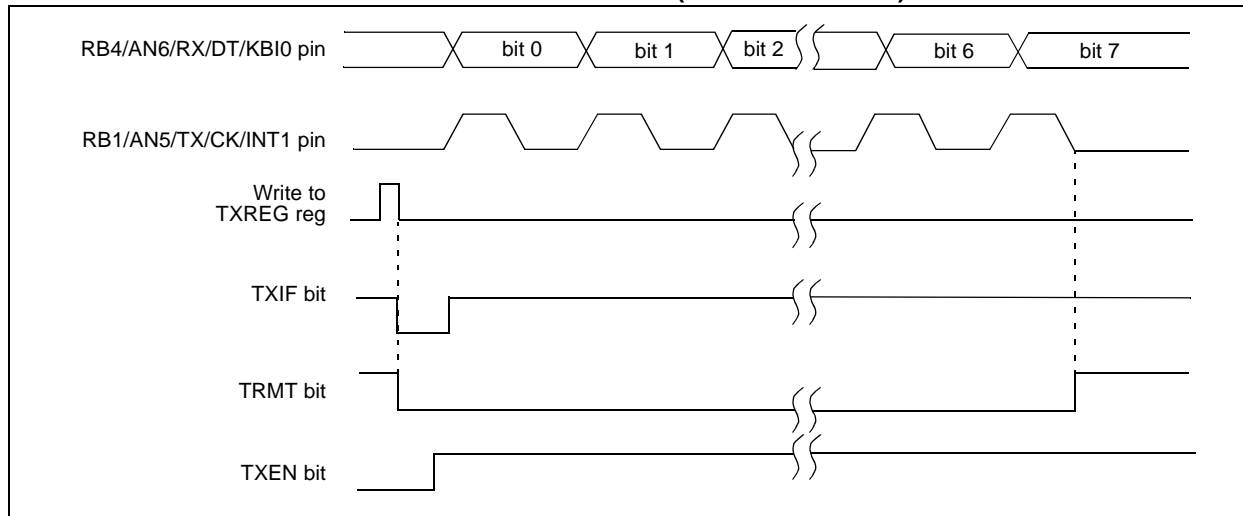 RB4/AN6/RX/DT/KBI0 pin
bit 0
bit 1
bit 2
bit 6
bit 7
RB1/AN5/TX/CK/INT1 pin
Write to
TXREG reg
TXIF bit
TRMT bit
TXEN bit